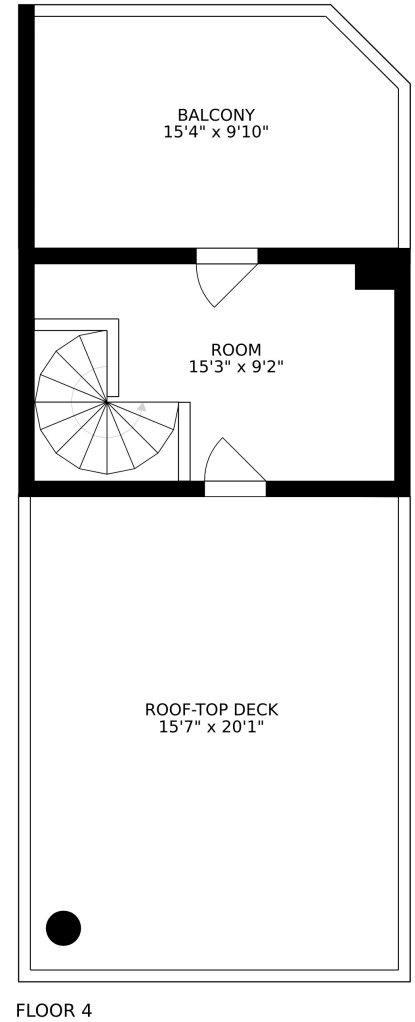 BALCONY
15'4" x 9'10"
ROOM
15'3" x 9'2"
ROOF-TOP DECK
15'7" x 20'1"
FLOOR 4